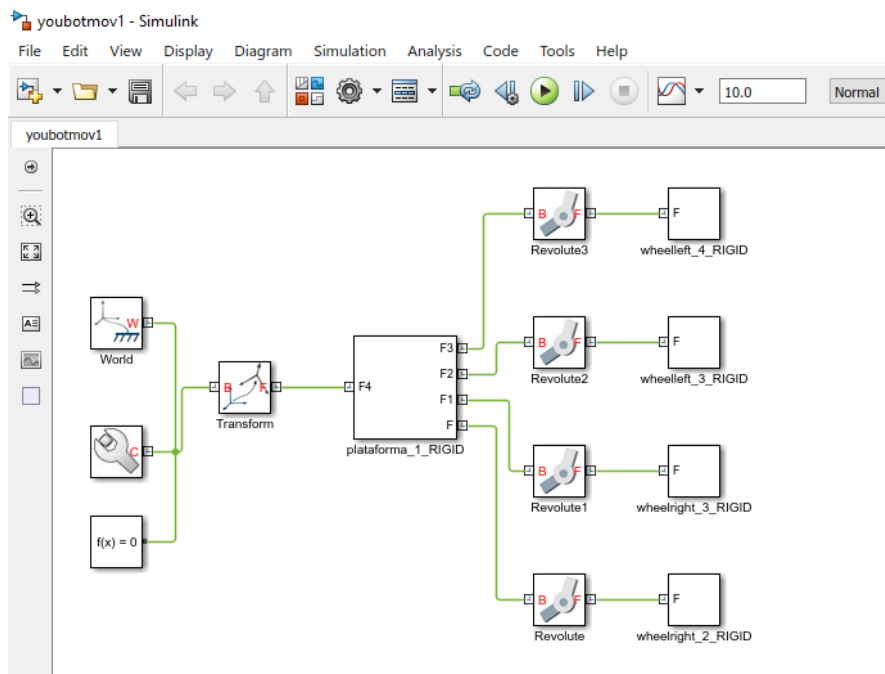 youbotmov1 - Simulink
File Edit View Display Diagram Simulation Analysis Code Tools Help
10.0 Normal
youbotmov1
B F F
Revolute3 wheelleft_4_RIGID
W
World
F3
F2
F1
F
F4
plataforma_1_RIGID
B F F
Revolute2 wheelleft_3_RIGID
B F
Transform
C
B F F
Revolute1 wheelright_3_RIGID
f(x) = 0
B F F
Revolute wheelright_2_RIGID
A